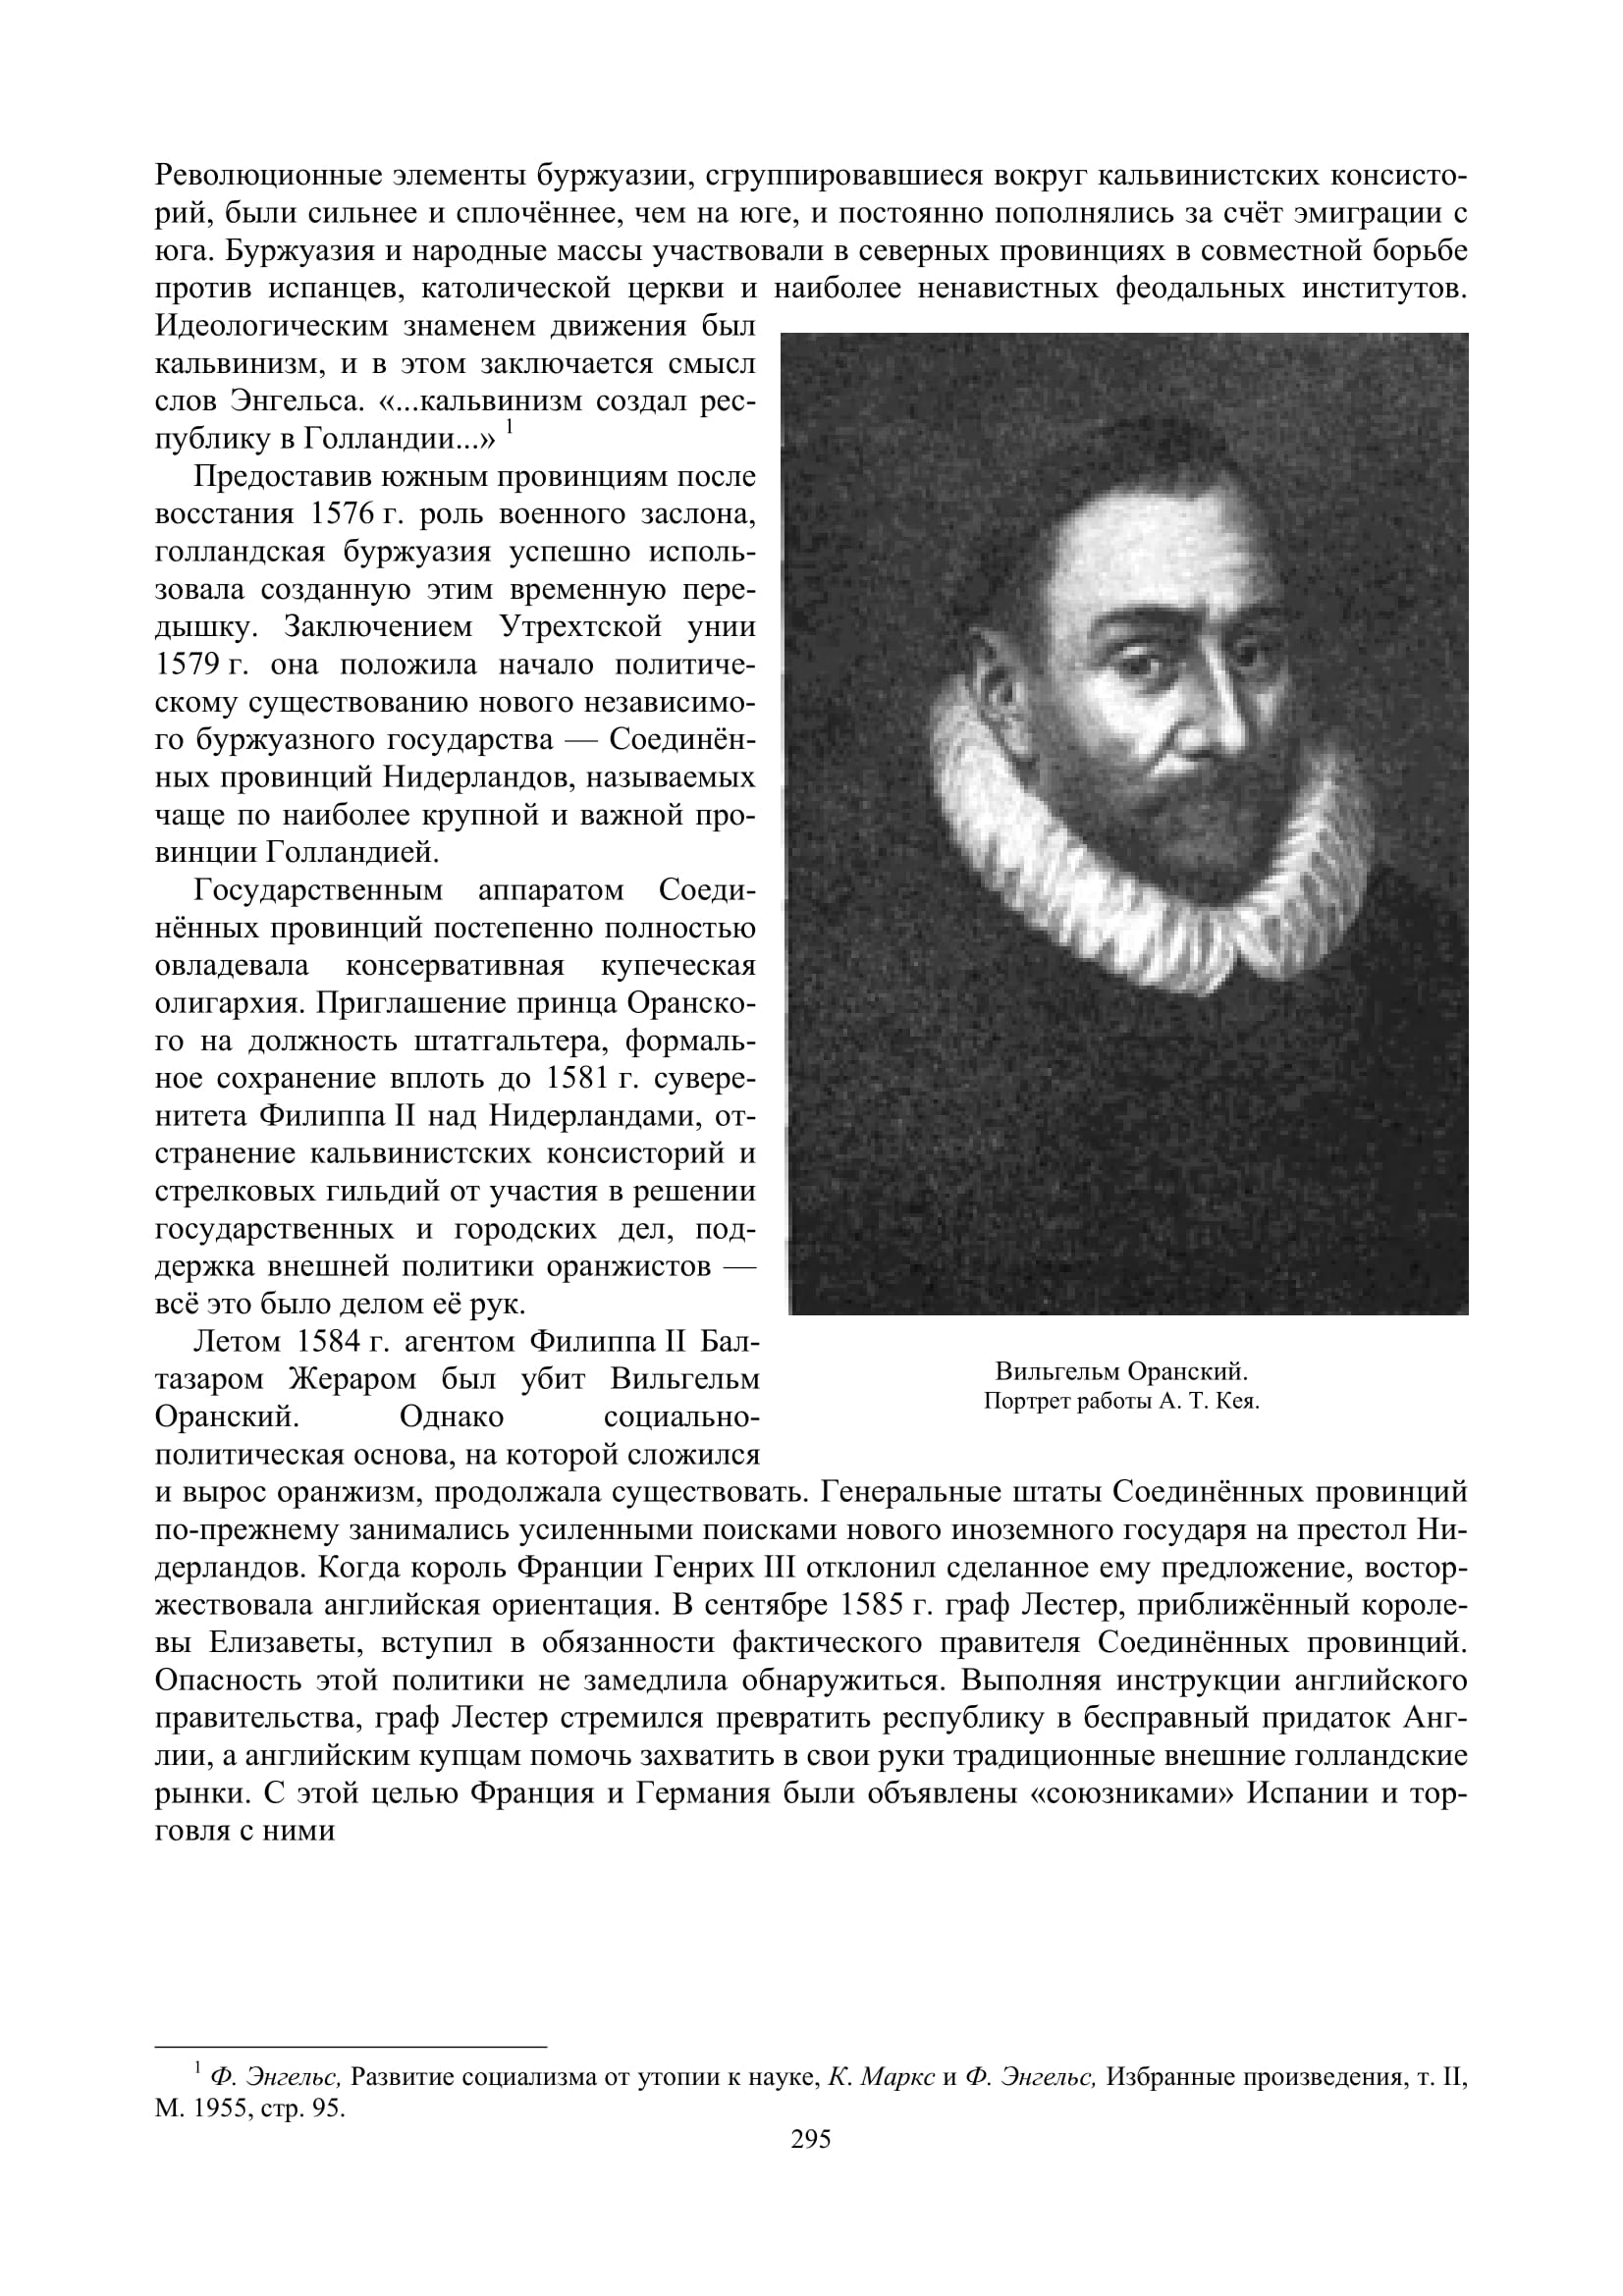 Революционные элементы буржуазии, сгруппировавшиеся вокруг кальвинистских консисто-
рий, были сильнее и сплочённее, чем на юге, и постоянно пополнялись за счёт эмиграции с
юга. Буржуазия и народные массы участвовали в северных провинциях в совместной борьбе
против испанцев, католической церкви и наиболее ненавистных феодальных институтов.
Идеологическим знаменем движения был
кальвинизм, и в этом заключается смысл
слов Энгельса. «...кальвинизм создал рес-
публику в Голландии...» 1
Предоставив южным провинциям после
восстания 1576 г. роль военного заслона,
голландская буржуазия успешно исполь-
зовала созданную этим временную пере-
дышку. Заключением Утрехтской унии
1579 г. она положила начало политиче-
скому существованию нового независимо-
го буржуазного государства — Соединён-
ных провинций Нидерландов, называемых
чаще по наиболее крупной и важной про-
винции Голландией.
Государственным аппаратом Соеди-
нённых провинций постепенно полностью
овладевала консервативная купеческая
олигархия. Приглашение принца Оранско-
го на должность штатгальтера, формаль-
ное сохранение вплоть до 1581 г. сувере-
нитета Филиппа II над Нидерландами, от-
странение кальвинистских консисторий и
стрелковых гильдий от участия в решении
государственных и городских дел, под-
держка внешней политики оранжистов —
всё это было делом её рук.
Летом 1584 г. агентом Филиппа II Бал-
тазаром Жераром был убит Вильгельм
Оранский. Однако социально-
политическая основа, на которой сложился
и вырос оранжизм, продолжала существовать. Генеральные штаты Соединённых провинций
по-прежнему занимались усиленными поисками нового иноземного государя на престол Ни-
дерландов. Когда король Франции Генрих III отклонил сделанное ему предложение, востор-
жествовала английская ориентация. В сентябре 1585 г. граф Лестер, приближённый короле-
вы Елизаветы, вступил в обязанности фактического правителя Соединённых провинций.
Опасность этой политики не замедлила обнаружиться. Выполняя инструкции английского
правительства, граф Лестер стремился превратить республику в бесправный придаток Анг-
лии, а английским купцам помочь захватить в свои руки традиционные внешние голландские
рынки. С этой целью Франция и Германия были объявлены «союзниками» Испании и тор-
говля с ними
Вильгельм Оранский.
Портрет работы А. Т. Кея.
1 Ф. Энгельс, Развитие социализма от утопии к науке, К. Маркс и Ф. Энгельс, Избранные произведения, т. II,
М. 1955, стр. 95.
295